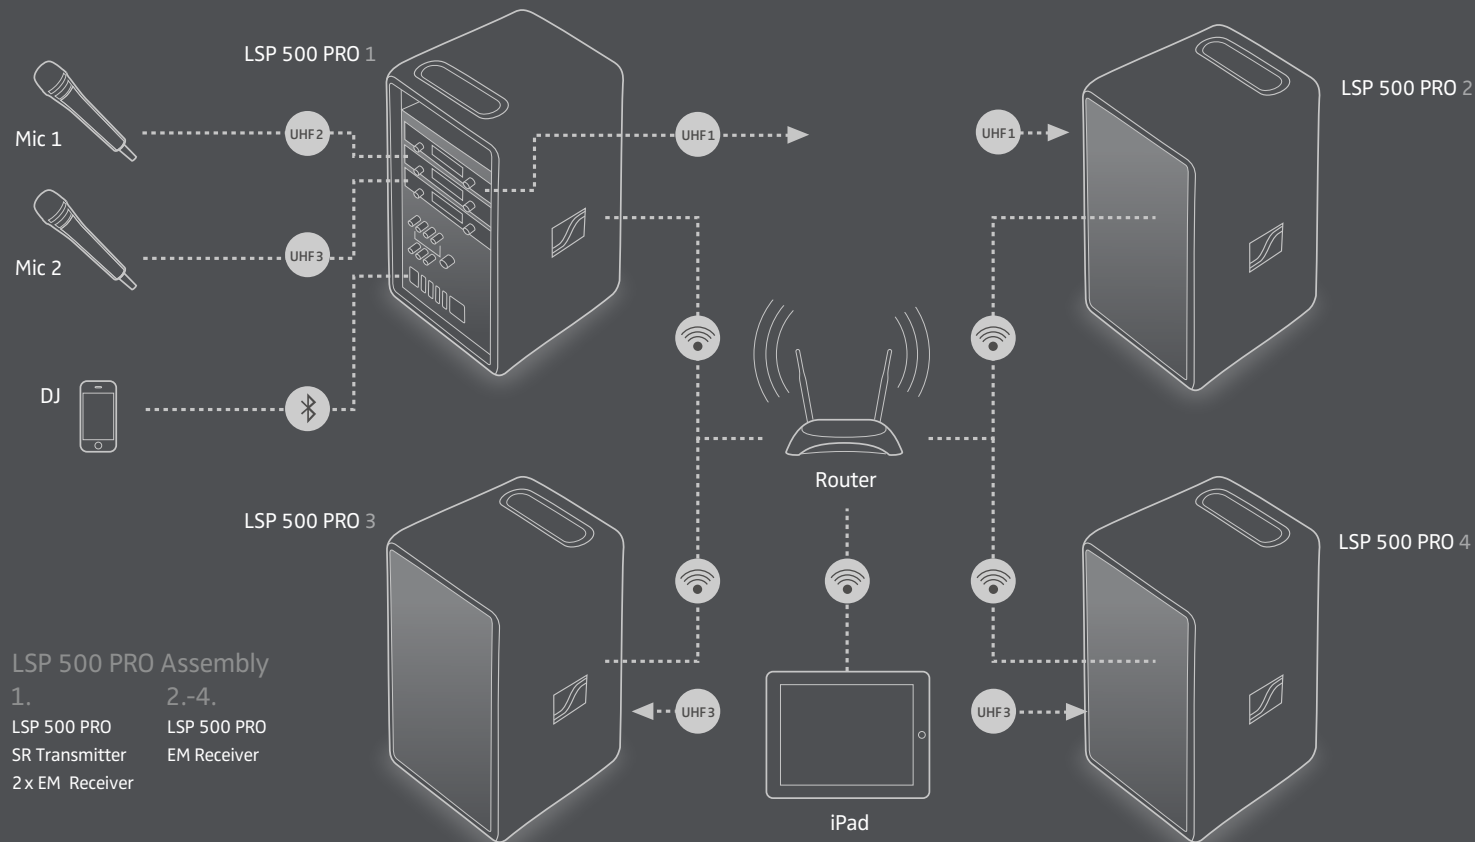 LSP 500 PRO 1
LSP 500 PRO 2
Mic 1
UHF2
UHF1
UHF1
Mic 2
UHF3
DJ
Router
LSP 500 PRO 3
LSP 500 PRO 4
LSP 500 PRO Assembly
1.
LSP 500 PRO
SR Transmitter
2 x EM Receiver
2.-4.
LSP 500 PRO
EM Receiver
UHF3
UHF3
iPad